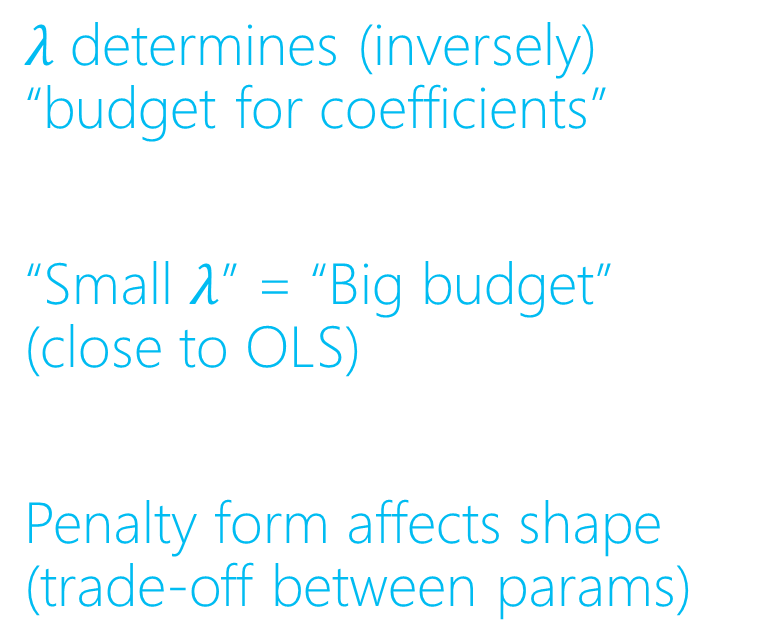 λ determines (inversely)
“budget for coefficients”
“Small λ” = “Big budget”
(close to OLS)
Penalty form affects shape
(trade-off between params)